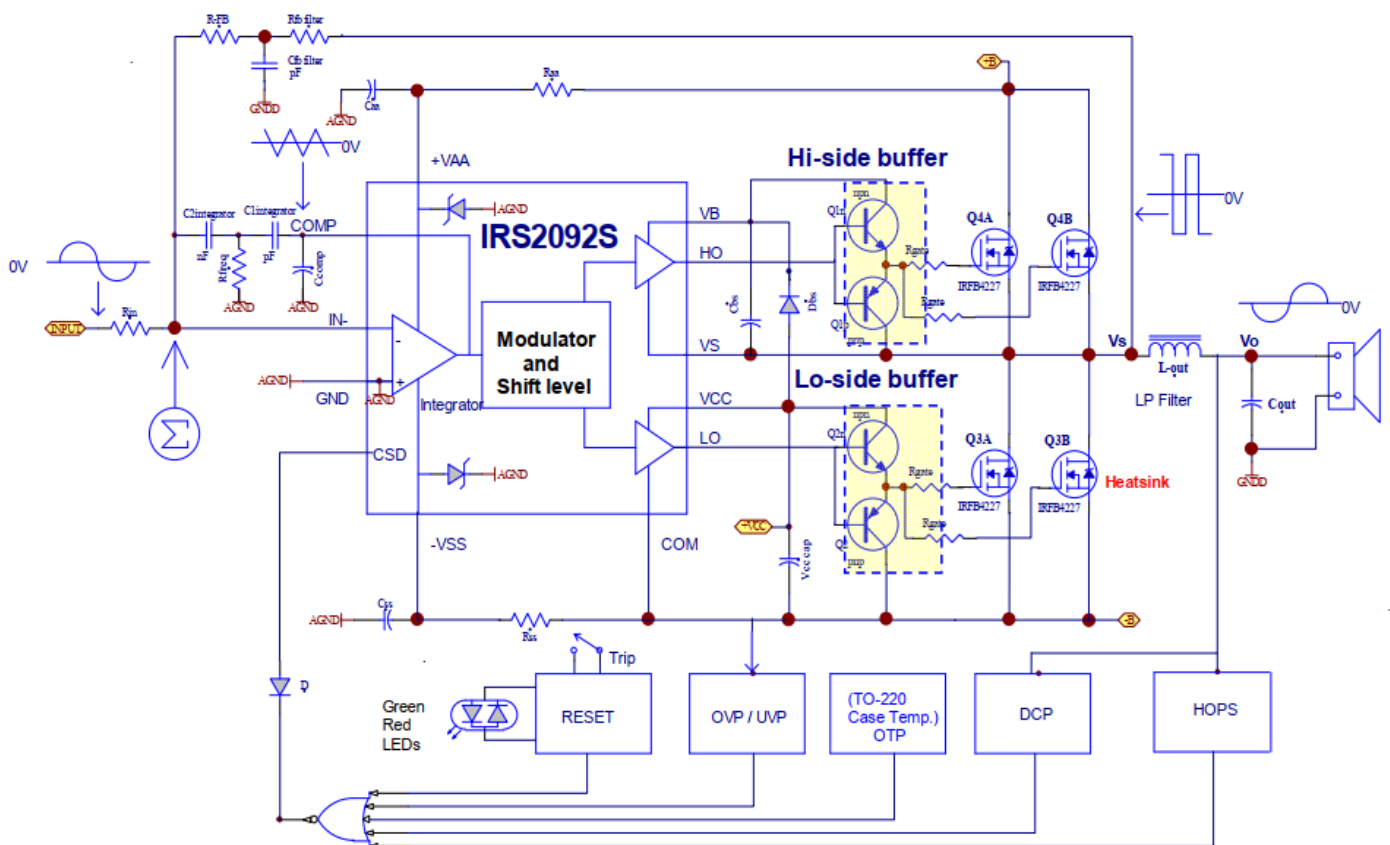 R-FB
Rfb filter
Cfb filter
pF
GNDD
Caa
AGND
Raa
+B
0V
+VAA
Hi-side buffer
0V
C2integrator
C1integrator
COMP
nF
pF
Rfreq
Ccomp
AGND
AGND
0V
INPUT
Rin
IN-
AGND
GND
AGND
Integrator
CSD
Σ
AGND
IRS2092S
-
+
Modulator
and
Shift level
AGND
VB
HO
VS
VCC
LO
COM
-VSS
Cbs
Dbs
npn
Q1n
Q1p
pnp
Rgate
Rgate
Q4A
IRFB4227
Q4B
IRFB4227
Vs
L-out
LP Filter
Vo
0V
Cout
GNDD
Lo-side buffer
npn
Q2n
pnp
Rgate
Rgate
Q3A
IRFB4227
Q3B
IRFB4227
Heatsink
+VCC
Vcc cap
AGND
Css
Rss
-B
D
Trip
Green
Red
LEDs
RESET
OVP / UVP
(TO-220
Case Temp.)
OTP
DCP
HOPS